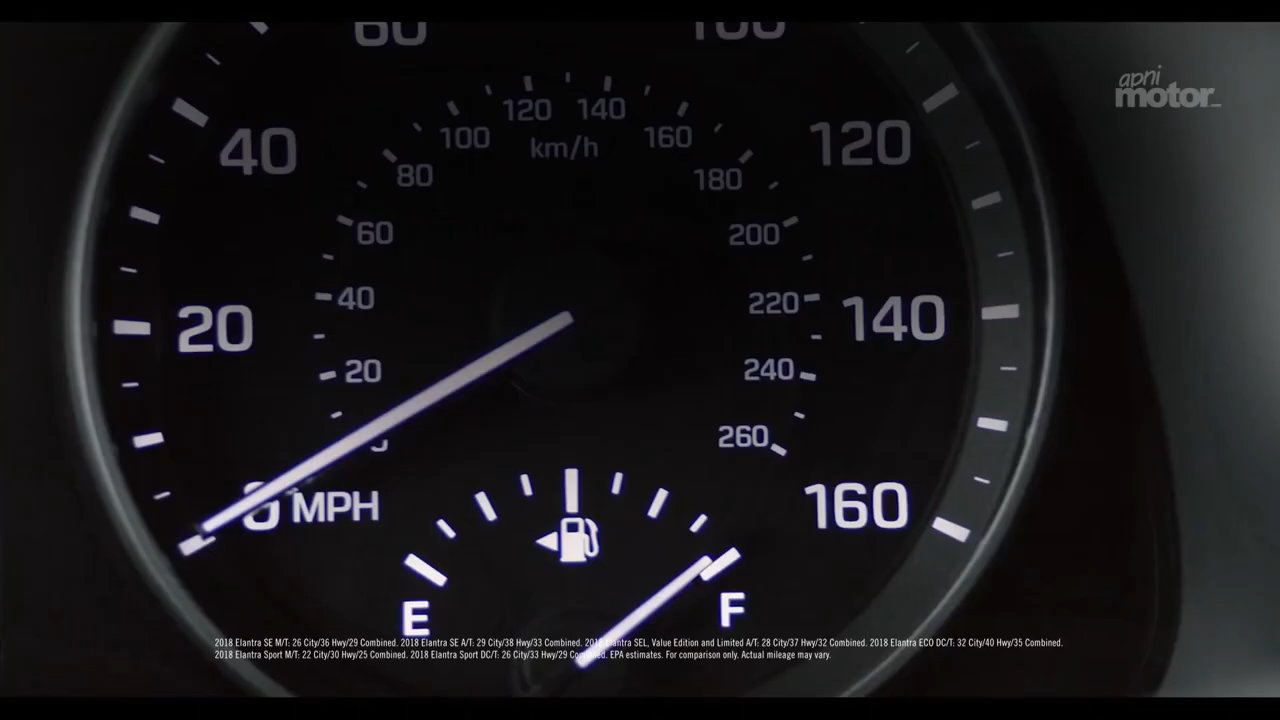 60
100
apni
motor
40
100
120
140
160
120
km/h
80
180
60
200
20
40
220
140
20
240
260
0 MPH
160
E
F
2018 Elantra SE M/T: 26 City/36 Hwy/29 Combined. 2018 Elantra SE A/T: 29 City/38 Hwy/33 Combined. 2018 Elantra SEL, Value Edition and Limited A/T: 28 City/37 Hwy/32 Combined. 2018 Elantra ECO DC/T: 32 City/40 Hwy/35 Combined.
2018 Elantra Sport M/T: 22 City/30 Hwy/25 Combined. 2018 Elantra Sport DC/T: 26 City/33 Hwy/29 Combined. EPA estimates. For comparison only. Actual mileage may vary.